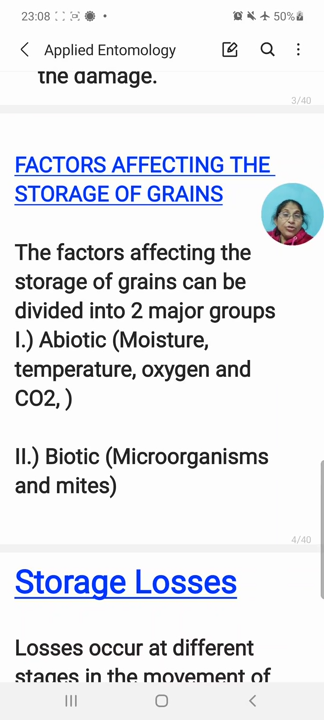 23:08
50%
Applied Entomology
the damage.
3/40
FACTORS AFFECTING THE
STORAGE OF GRAINS
The factors affecting the
storage of grains can be
divided into 2 major groups
I.) Abiotic (Moisture,
temperature, oxygen and
CO2, )
II.) Biotic (Microorganisms
and mites)
4/40
Storage Losses
Losses occur at different
stages in the movement of